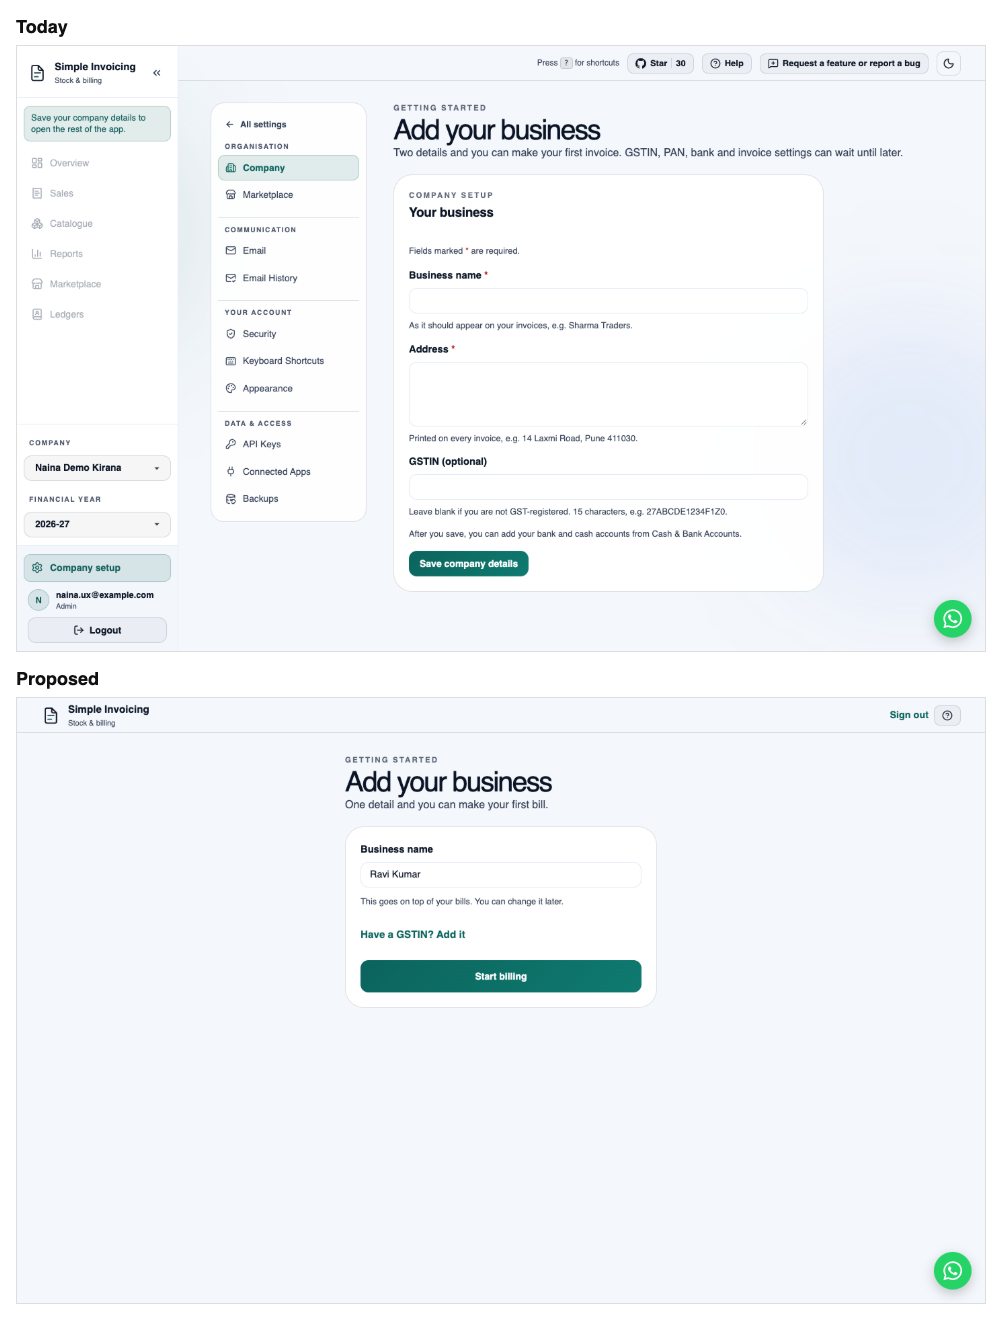 Today
Simple Invoicing
Stock & billing
Press ? for shortcuts
Star 30
Help
Request a feature or report a bug
Save your company details to
open the rest of the app.
Overview
Sales
Catalogue
Reports
Marketplace
Ledgers
COMPANY
Naina Demo Kirana
FINANCIAL YEAR
2026-27
Company setup
N
naina.ux@example.com
Admin
Logout
All settings
ORGANISATION
Company
Marketplace
COMMUNICATION
Email
Email History
YOUR ACCOUNT
Security
Keyboard Shortcuts
Appearance
DATA & ACCESS
API Keys
Connected Apps
Backups
GETTING STARTED
Add your business
Two details and you can make your first invoice. GSTIN, PAN, bank and invoice settings can wait until later.
COMPANY SETUP
Your business
Fields marked * are required.
Business name *
As it should appear on your invoices, e.g. Sharma Traders.
Address *
Printed on every invoice, e.g. 14 Laxmi Road, Pune 411030.
GSTIN (optional)
Leave blank if you are not GST-registered. 15 characters, e.g. 27ABCDE1234F1Z0.
After you save, you can add your bank and cash accounts from Cash & Bank Accounts.
Save company details
Proposed
Simple Invoicing
Stock & billing
Sign out
GETTING STARTED
Add your business
One detail and you can make your first bill.
Business name
Ravi Kumar
This goes on top of your bills. You can change it later.
Have a GSTIN? Add it
Start billing